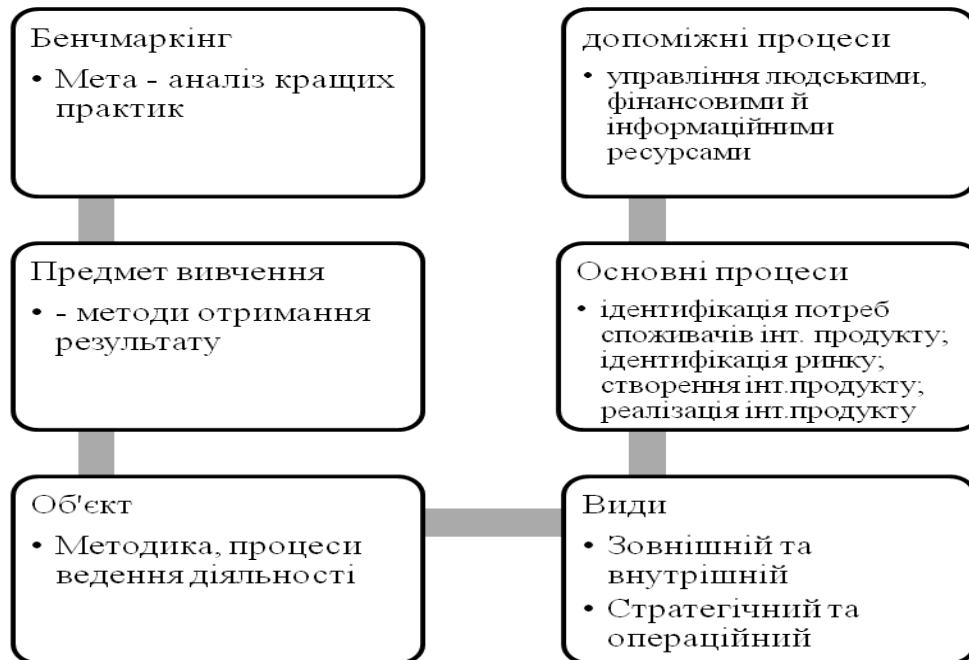 Бенчмаркінг
• Мета - аналіз кращих
практик
Предмет вивчення
• - методи отримання
результату
Об'єкт
• Методика, процеси
ведення діяльності
Види
• Зовнішній та
внутрішній
• Стратегічний та
операційний
Основні процеси
• ідентифікація потреб
споживачів інт. продукту;
ідентифікація ринку;
створення інт.продукту;
реалізація інт.продукту
допоміжні процеси
• управління людськими,
фінансовими й
інформаційними
ресурсами